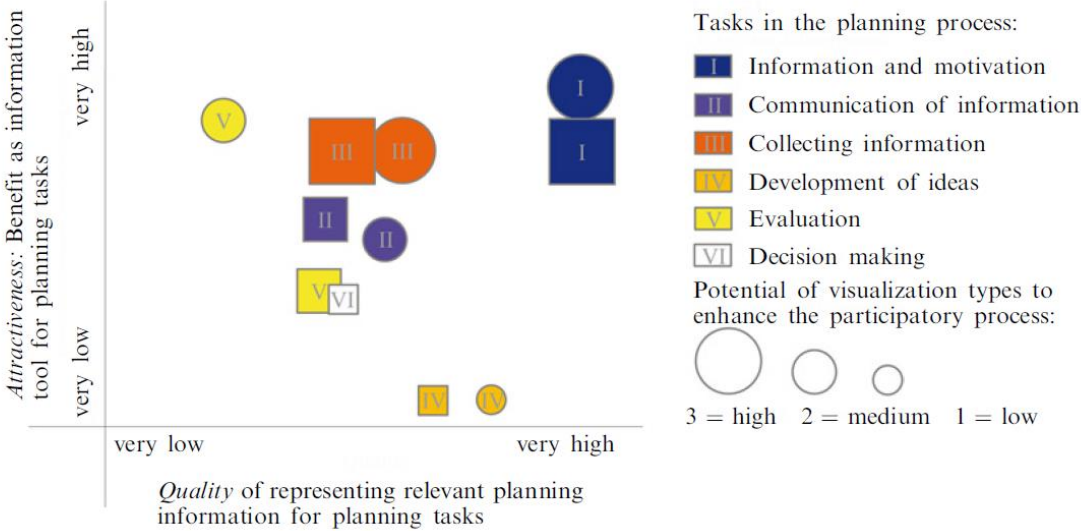 Attractiveness: Benefit as information
tool for planning tasks
very high
very low
V
III
III
I
I
II
II
V
VI
IV
IV
very low
very high
Quality of representing relevant planning
information for planning tasks
Tasks in the planning process:
I Information and motivation
II Communication of information
III Collecting information
IV Development of ideas
V Evaluation
VI Decision making
Potential of visualization types to
enhance the participatory process:
3 = high 2 = medium 1 = low